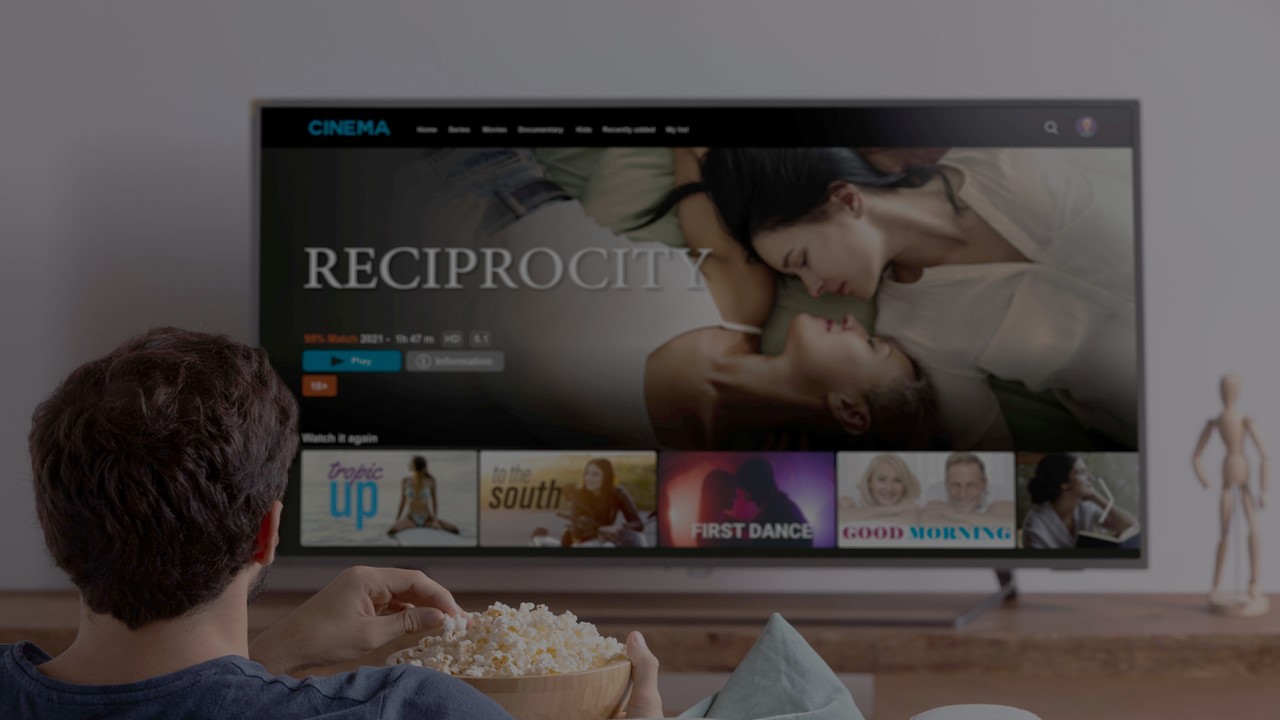 CINEMA Home Series Movies Documentary Kids Recently added My list
RECIPROCITY
98% Match 2021 - 1h 47 m HD 5.1
Play Information
18+
Watch it again
tropic
up
to the
south
FIRST DANCE
GOOD MORNING